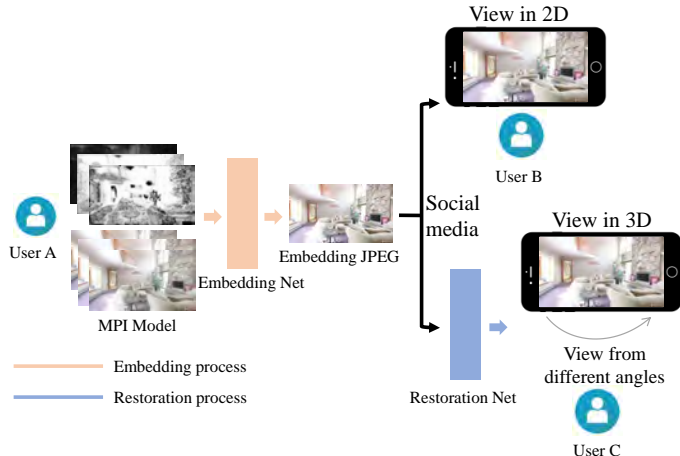 View in 2D
User B
User A
MPI Model
Embedding Net
Embedding JPEG
Social
media
View in 3D
View from
different angles
Restoration Net
User C
Embedding process
Restoration process